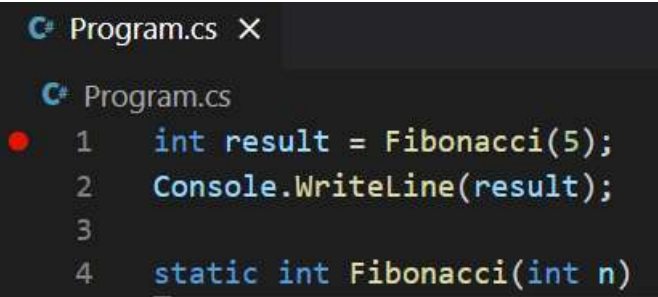 C# Program.cs ×
C# Program.cs
1 int result = Fibonacci(5);
2 Console.WriteLine(result);
3
4 static int Fibonacci(int n)